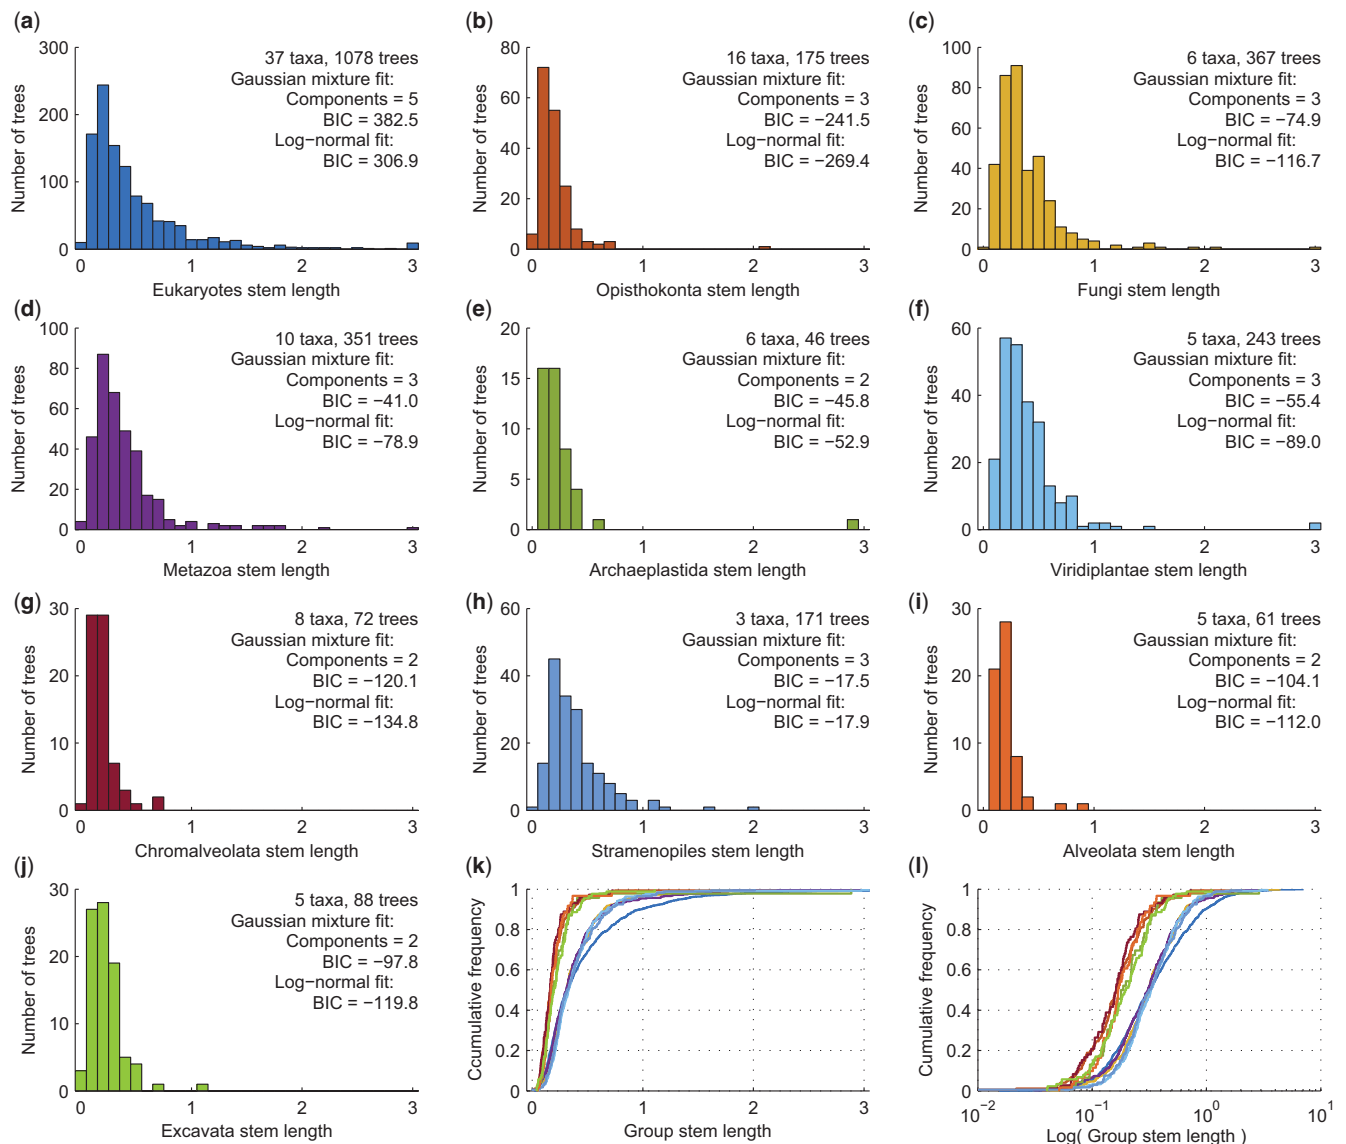 (a)
300
200
100
0
Number of trees
37 taxa, 1078 trees
Gaussian mixture fit:
Components = 5
BIC = 382.5
Log−normal fit:
BIC = 306.9
0 1 2 3
Eukaryotes stem length
(b)
80
60
40
20
0
Number of trees
16 taxa, 175 trees
Gaussian mixture fit:
Components = 3
BIC = −241.5
Log−normal fit:
BIC = −269.4
0 1 2 3
Opisthokonta stem length
(c)
100
80
60
40
20
0
Number of trees
6 taxa, 367 trees
Gaussian mixture fit:
Components = 3
BIC = −74.9
Log−normal fit:
BIC = −116.7
0 1 2 3
Fungi stem length
(d)
100
80
60
40
20
0
Number of trees
10 taxa, 351 trees
Gaussian mixture fit:
Components = 3
BIC = −41.0
Log−normal fit:
BIC = −78.9
0 1 2 3
Metazoa stem length
(e)
20
15
10
5
0
Number of trees
6 taxa, 46 trees
Gaussian mixture fit:
Components = 2
BIC = −45.8
Log−normal fit:
BIC = −52.9
0 1 2 3
Archaeplastida stem length
(f)
60
40
20
0
Number of trees
5 taxa, 243 trees
Gaussian mixture fit:
Components = 3
BIC = −55.4
Log−normal fit:
BIC = −89.0
0 1 2 3
Viridiplantae stem length
(g)
30
20
10
0
Number of trees
8 taxa, 72 trees
Gaussian mixture fit:
Components = 2
BIC = −120.1
Log−normal fit:
BIC = −134.8
0 1 2 3
Chromalveolata stem length
(h)
60
40
20
0
Number of trees
3 taxa, 171 trees
Gaussian mixture fit:
Components = 3
BIC = −17.5
Log−normal fit:
BIC = −17.9
0 1 2 3
Stramenopiles stem length
(i)
30
20
10
0
Number of trees
5 taxa, 61 trees
Gaussian mixture fit:
Components = 2
BIC = −104.1
Log−normal fit:
BIC = −112.0
0 1 2 3
Alveolata stem length
(j)
30
20
10
0
Number of trees
5 taxa, 88 trees
Gaussian mixture fit:
Components = 2
BIC = −97.8
Log−normal fit:
BIC = −119.8
0 1 2 3
Excavata stem length
(k)
1
0.8
0.6
0.4
0.2
0
Ccumulative frequency
0 1 2 3
Group stem length
(l)
1
0.8
0.6
0.4
0.2
0
Cumulative frequency
10⁻² 10⁻¹ 10⁰ 10¹
Log( Group stem length )